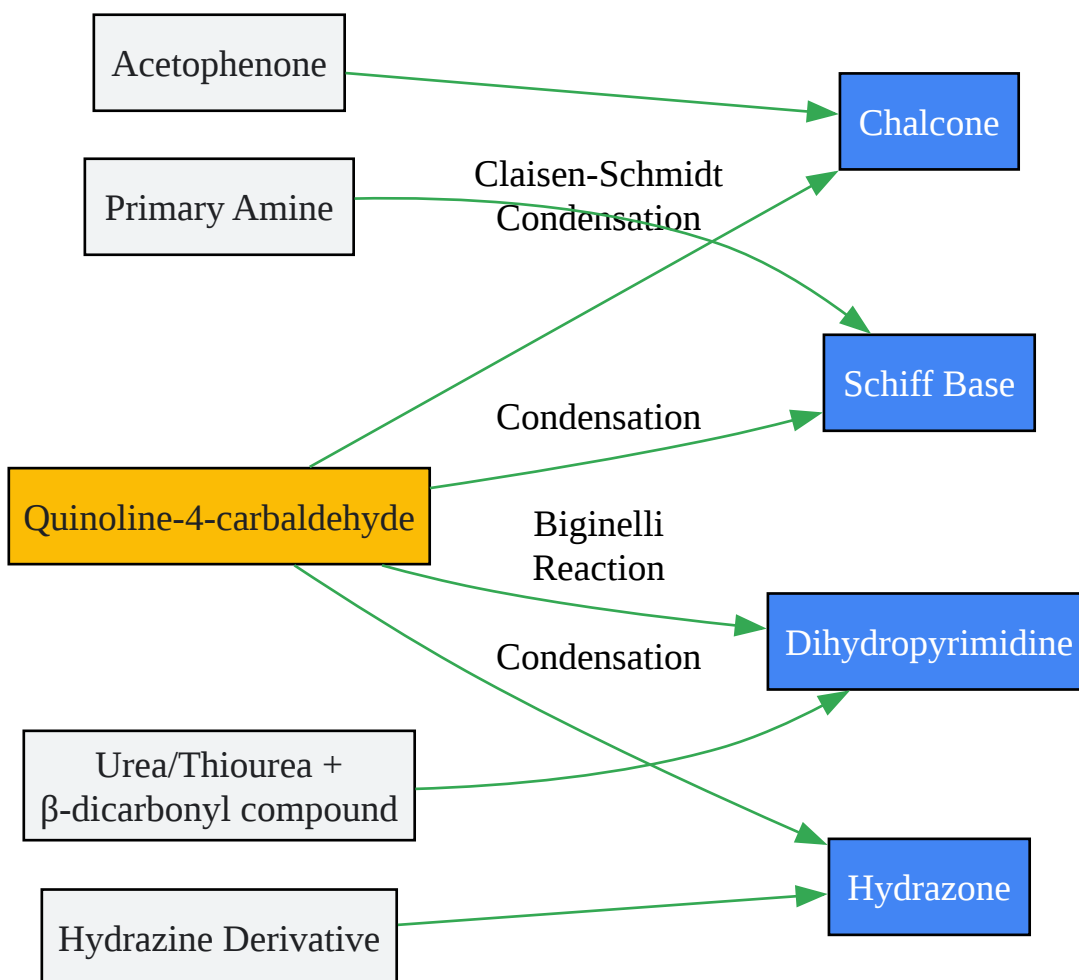 Acetophenone
Chalcone
Claisen-Schmidt
Condensation
Primary Amine
Schiff Base
Condensation
Quinoline-4-carbaldehyde
Biginelli
Reaction
Dihydropyrimidine
Condensation
Urea/Thiourea +
β-dicarbonyl compound
Hydrazone
Hydrazine Derivative